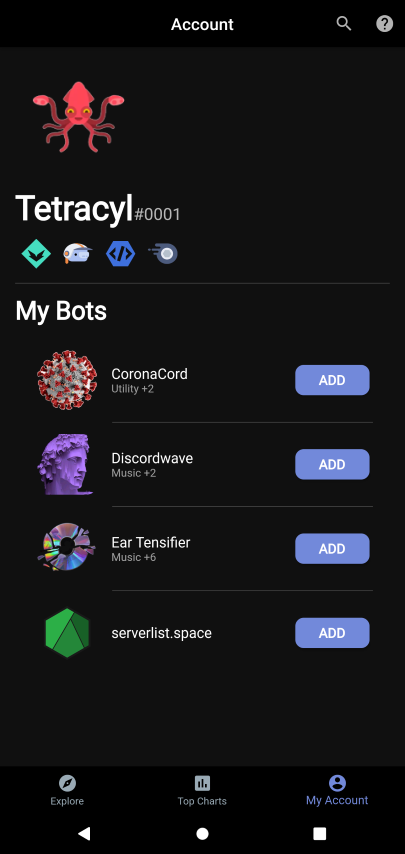 Account
Tetracyl#0001
My Bots
CoronaCord
Utility +2
ADD
Discordwave
Music +2
ADD
Ear Tensifier
Music +6
ADD
serverlist.space
ADD
Explore
Top Charts
My Account